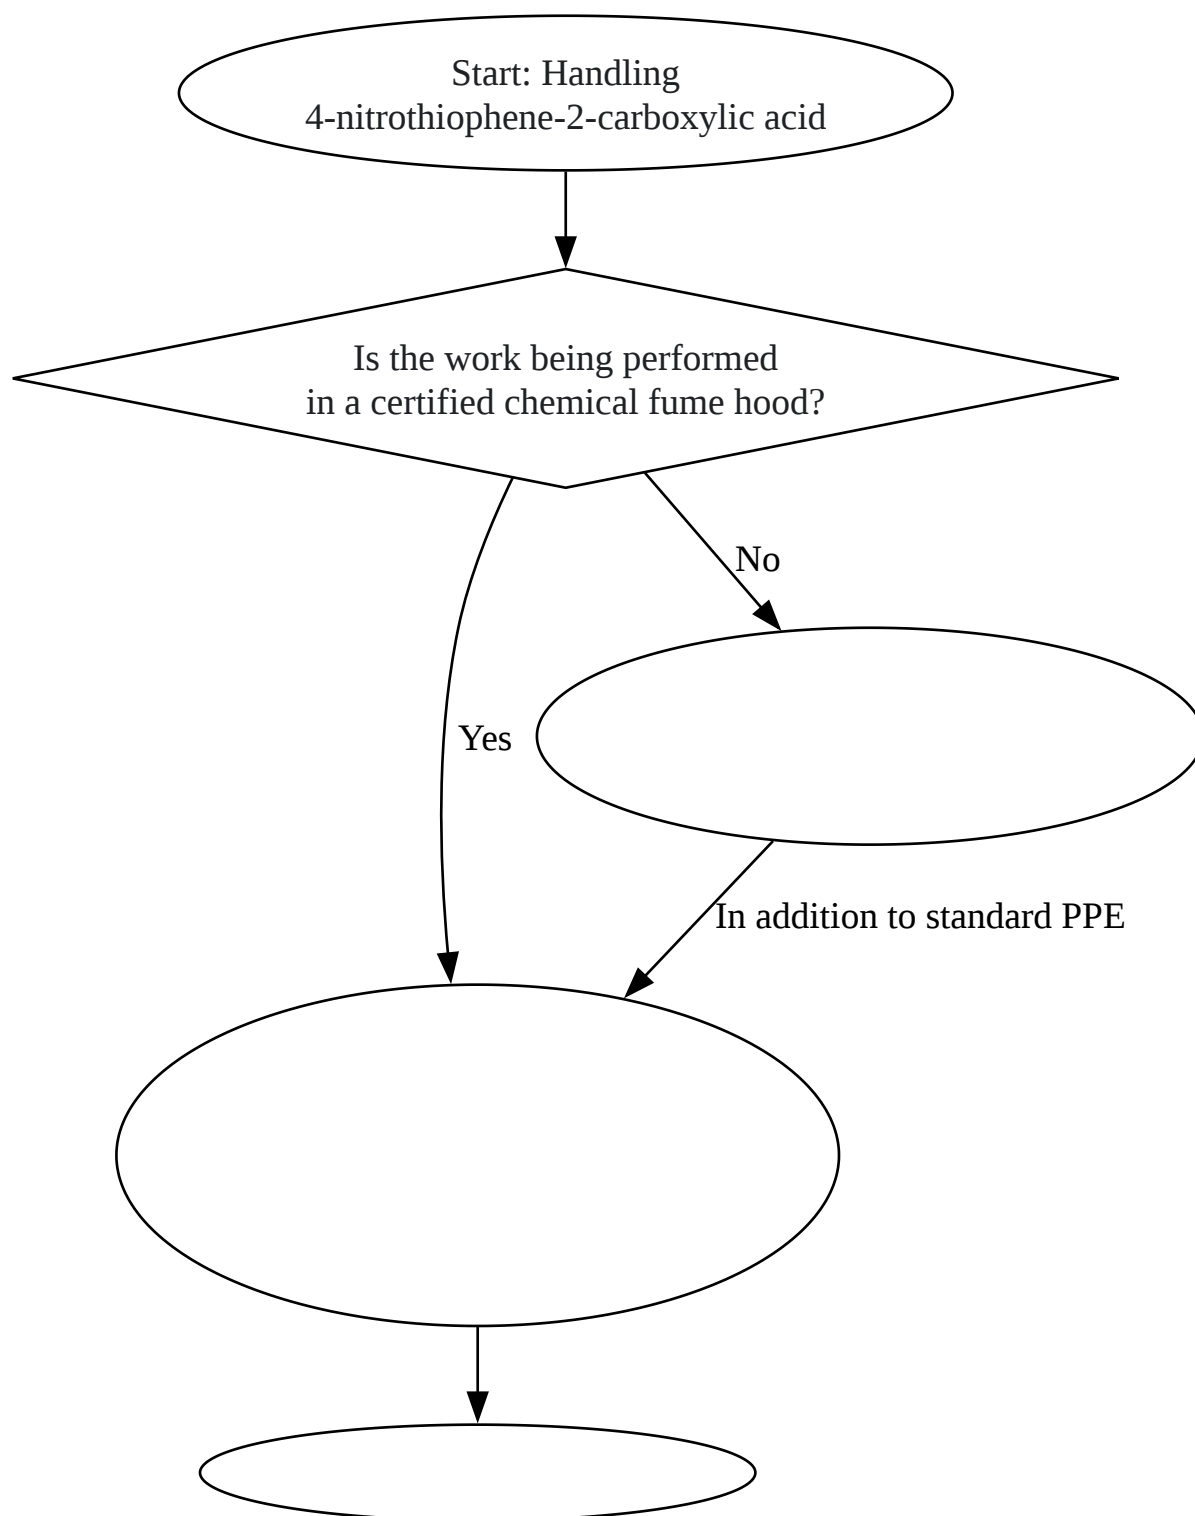 Start: Handling
4-nitrothiophene-2-carboxylic acid
Is the work being performed
in a certified chemical fume hood?
No
Yes
In addition to standard PPE